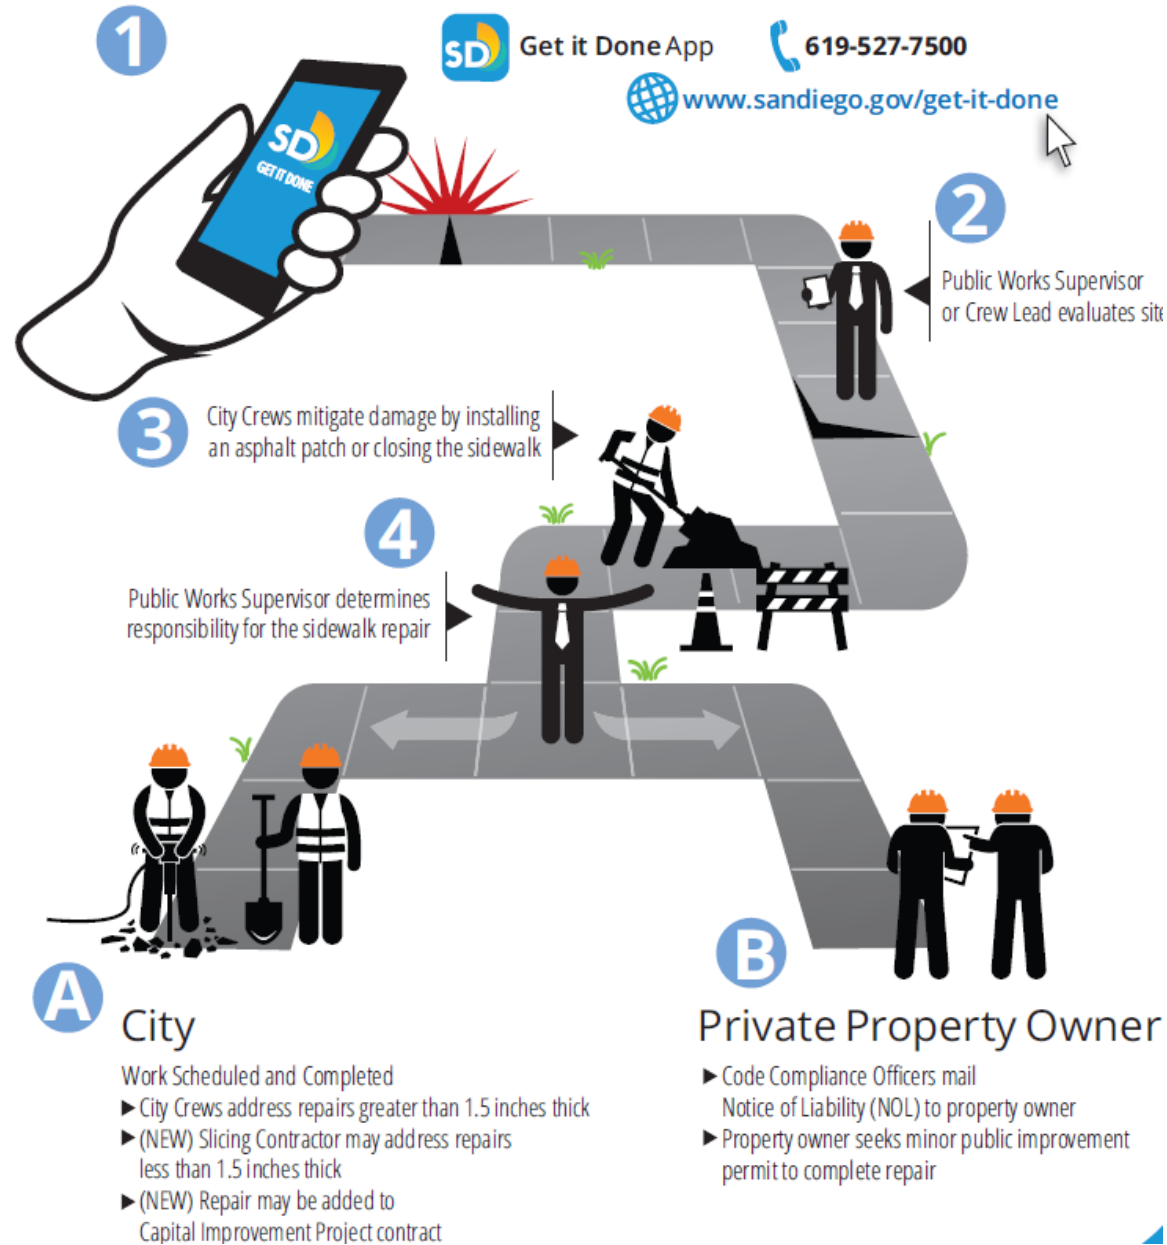 1
SD
Get it Done App
619-527-7500
www.sandiego.gov/get-it-done
SD
GET IT DONE
2
Public Works Supervisor
or Crew Lead evaluates site
3
City Crews mitigate damage by installing
an asphalt patch or closing the sidewalk
4
Public Works Supervisor determines
responsibility for the sidewalk repair
A
City
Work Scheduled and Completed
▶ City Crews address repairs greater than 1.5 inches thick
▶ (NEW) Slicing Contractor may address repairs
less than 1.5 inches thick
▶ (NEW) Repair may be added to
Capital Improvement Project contract
B
Private Property Owner
▶ Code Compliance Officers mail
Notice of Liability (NOL) to property owner
▶ Property owner seeks minor public improvement
permit to complete repair